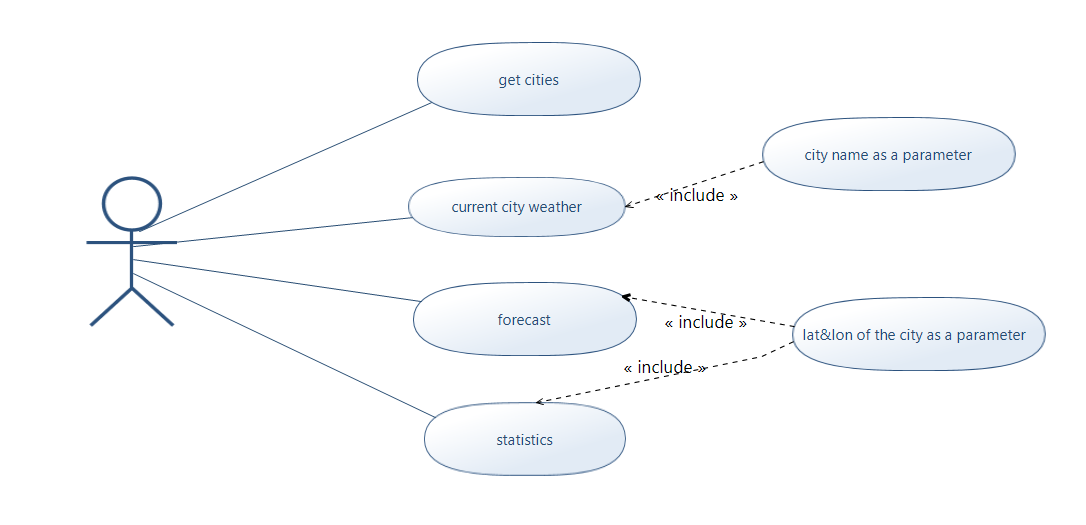 get cities
city name as a parameter
« include »
current city weather
forecast
« include »
lat&lon of the city as a parameter
« include »
statistics